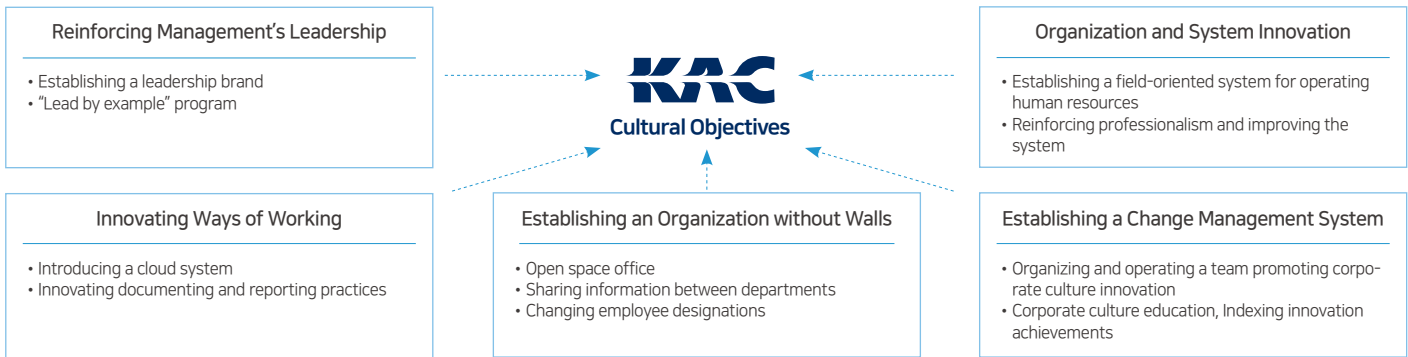 Reinforcing Management's Leadership
• Establishing a leadership brand
• "Lead by example" program
KAC
Cultural Objectives
Organization and System Innovation
• Establishing a field-oriented system for operating
human resources
• Reinforcing professionalism and improving the
system
Innovating Ways of Working
• Introducing a cloud system
• Innovating documenting and reporting practices
Establishing an Organization without Walls
• Open space office
• Sharing information between departments
• Changing employee designations
Establishing a Change Management System
• Organizing and operating a team promoting corpo-
rate culture innovation
• Corporate culture education, Indexing innovation
achievements